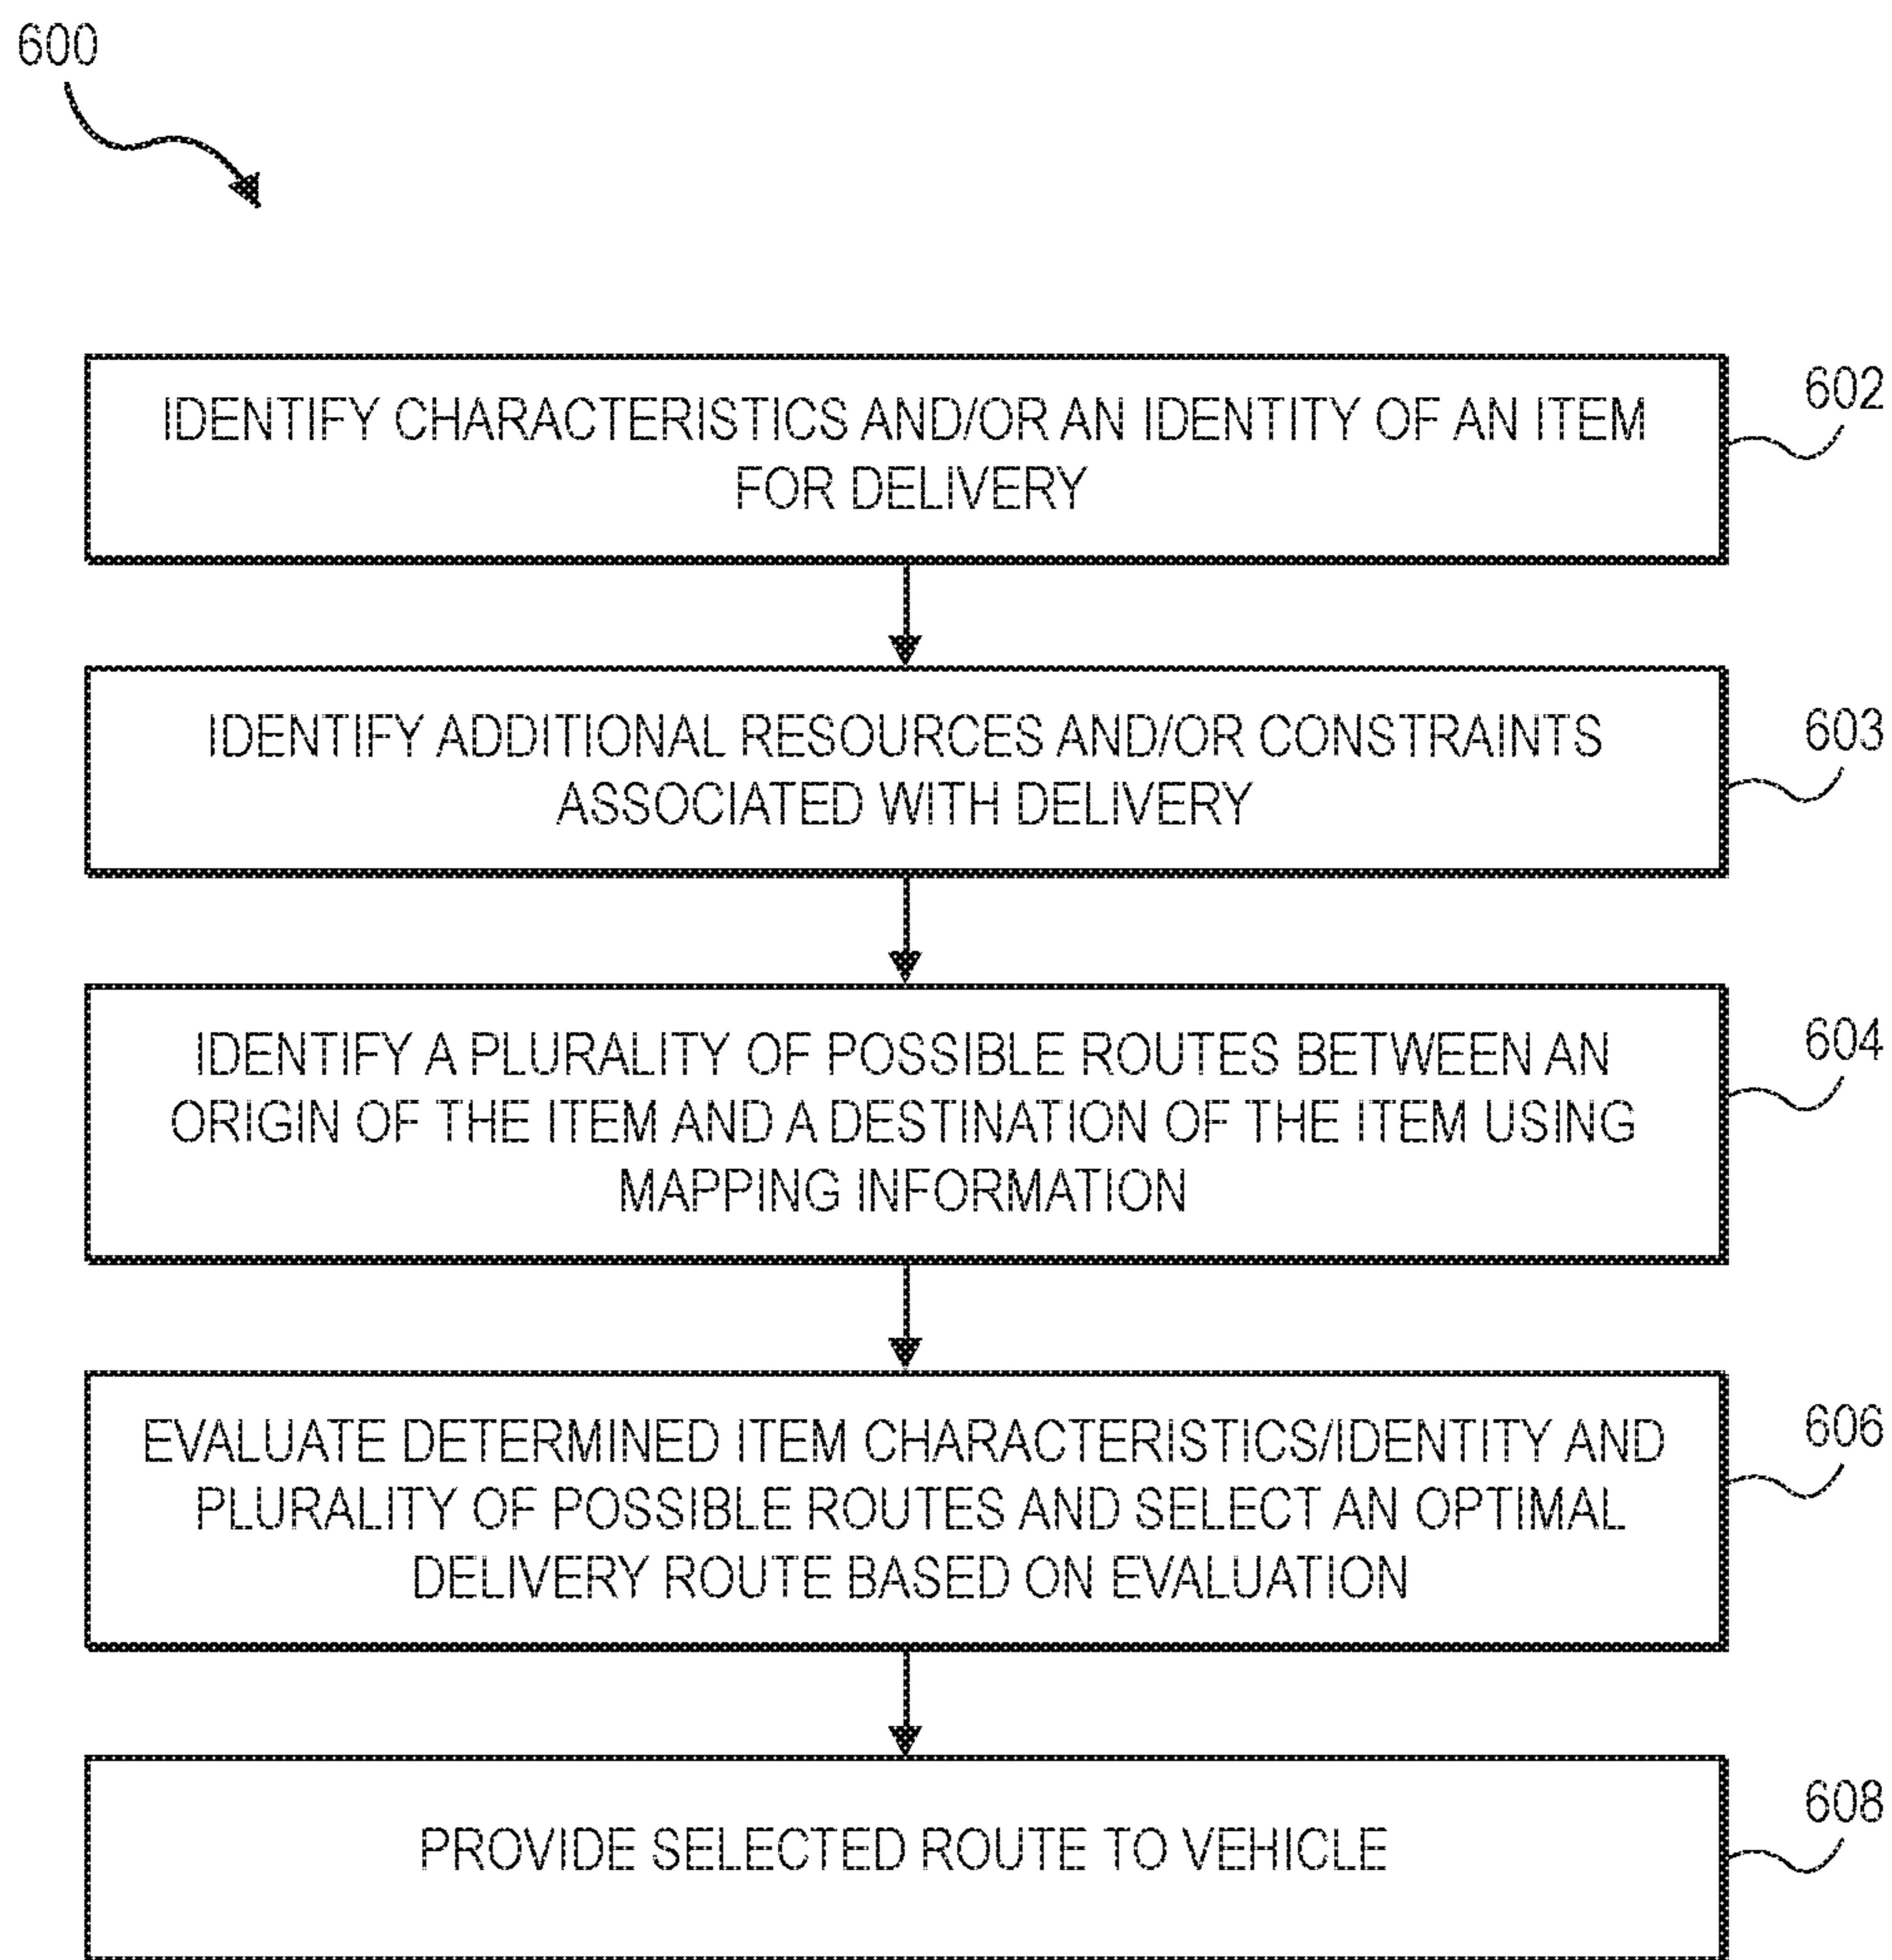 600
IDENTIFY CHARACTERISTICS AND/OR AN IDENTITY OF AN ITEM
FOR DELIVERY
602
IDENTIFY ADDITIONAL RESOURCES AND/OR CONSTRAINTS
ASSOCIATED WITH DELIVERY
603
IDENTIFY A PLURALITY OF POSSIBLE ROUTES BETWEEN AN
ORIGIN OF THE ITEM AND A DESTINATION OF THE ITEM USING
MAPPING INFORMATION
604
EVALUATE DETERMINED ITEM CHARACTERISTICS/IDENTITY AND
PLURALITY OF POSSIBLE ROUTES AND SELECT AN OPTIMAL
DELIVERY ROUTE BASED ON EVALUATION
606
PROVIDE SELECTED ROUTE TO VEHICLE
608